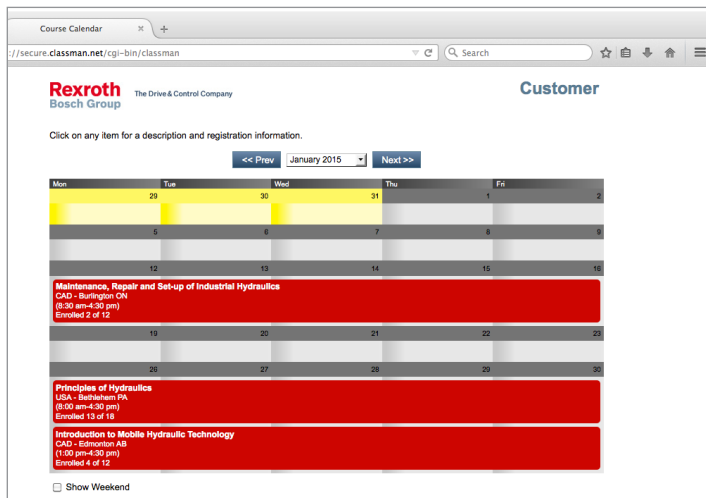 Course Calendar × +
://secure.classman.net/cgi-bin/classman Search
Rexroth
Bosch Group
The Drive & Control Company
Customer
Click on any item for a description and registration information.
<< Prev January 2015 Next >>
Mon Tue Wed Thu Fri
29 30 31 1 2
5 6 7 8 9
12 13 14 15 16
Maintenance, Repair and Set-up of Industrial Hydraulics
CAD - Burlington ON
(8:30 am-4:30 pm)
Enrolled 2 of 12
19 20 21 22 23
26 27 28 29 30
Principles of Hydraulics
USA - Bethlehem PA
(8:00 am-4:30 pm)
Enrolled 13 of 18
Introduction to Mobile Hydraulic Technology
CAD - Edmonton AB
(1:00 pm-4:30 pm)
Enrolled 4 of 12
Show Weekend